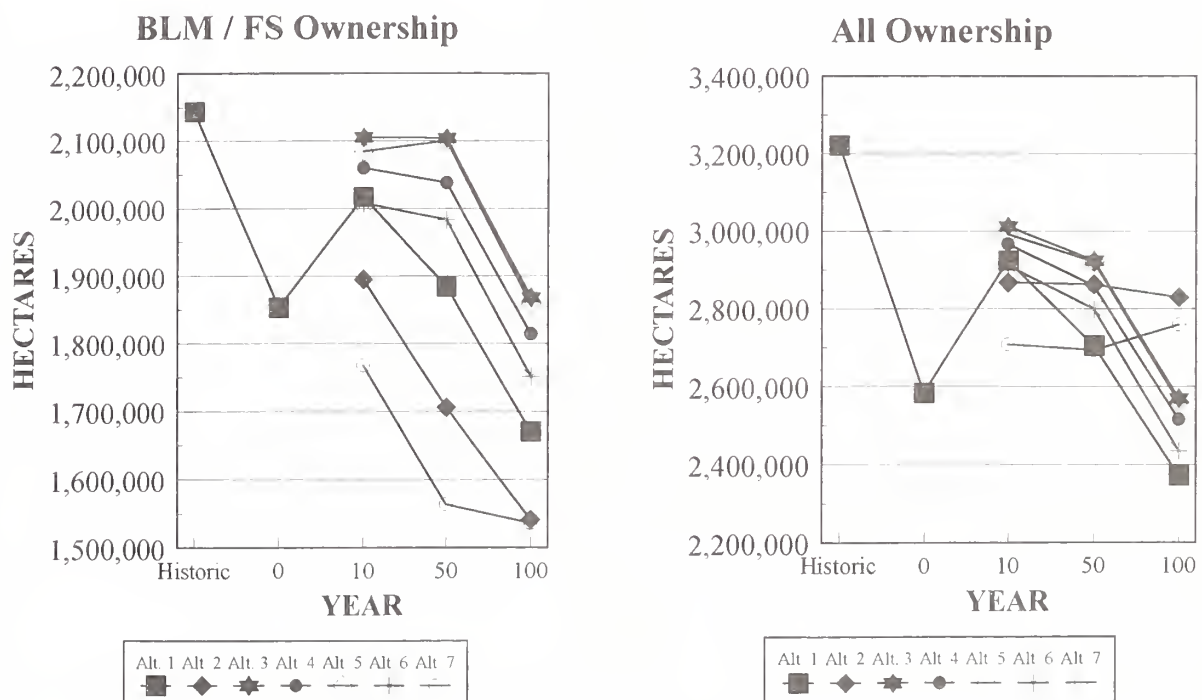 BLM / FS Ownership
2,200,000
2,100,000
2,000,000
1,900,000
1,800,000
1,700,000
1,600,000
1,500,000
HECTARES
Historic 0 10 50 100
YEAR
Alt. 1 Alt 2 Alt. 3 Alt 4 Alt 5 Alt 6 Alt 7
All Ownership
3,400,000
3,200,000
3,000,000
2,800,000
2,600,000
2,400,000
2,200,000
HECTARES
Historic 0 10 50 100
YEAR
Alt 1 Alt 2 Alt. 3 Alt 4 Alt 5 Alt 6 Alt 7